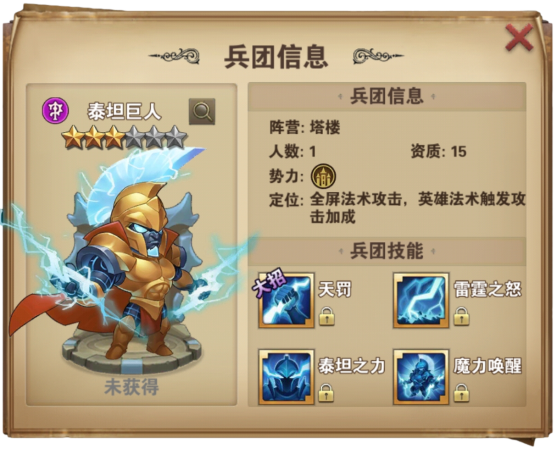 兵团信息
泰坦巨人
未获得
兵团信息
阵营: 塔楼
人数: 1 资质: 15
势力:
定位: 全屏法术攻击，英雄法术触发攻
击加成
兵团技能
大招 天罚 雷霆之怒
泰坦之力 魔力唤醒